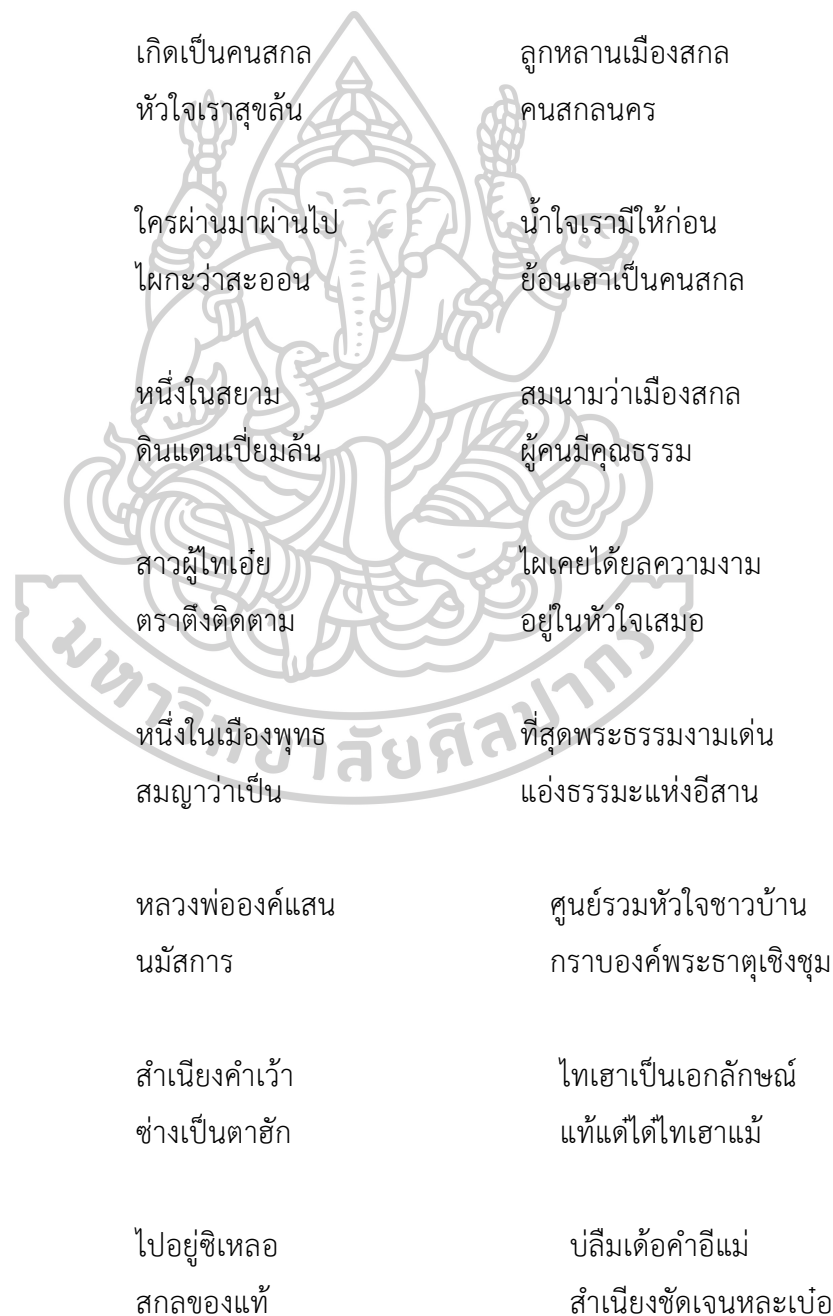 เกิดเป็นคนสกล ลูกหลานเมืองสกล
หัวใจเราสุขล้น คนสกลนคร
ใครผ่านมาผ่านไป น้ำใจเรามีให้ก่อน
ไผกะว่าสะออน ย้อนเฮาเป็นคนสกล
หนึ่งในสยาม สมนามว่าเมืองสกล
ดินแดนเปี่ยมล้น ผู้คนมีคุณธรรม
สาวผู้ไทเอ๋ย ไผเคยได้ยลความงาม
ตราตึงติดตาม อยู่ในหัวใจเสมอ
หนึ่งในเมืองพุทธ ที่สุดพระธรรมงามเด่น
สมญาว่าเป็น แอ่งธรรมะแห่งอีสาน
หลวงพ่อองค์แสน ศูนย์รวมหัวใจชาวบ้าน
นมัสการ กราบองค์พระธาตุเชิงชุม
สำเนียงคำเว้า ไทเฮาเป็นเอกลักษณ์
ซ่างเป็นตาฮัก แท้แด๋ได๋ไทเฮาแม้
ไปอยู่ซิเหลอ บ่ลืมเด้อคำอีแม่
สกลของแท้ สำเนียงชัดเจนหละเบ๋อ
มหาวิทยาลัยศิลปากร